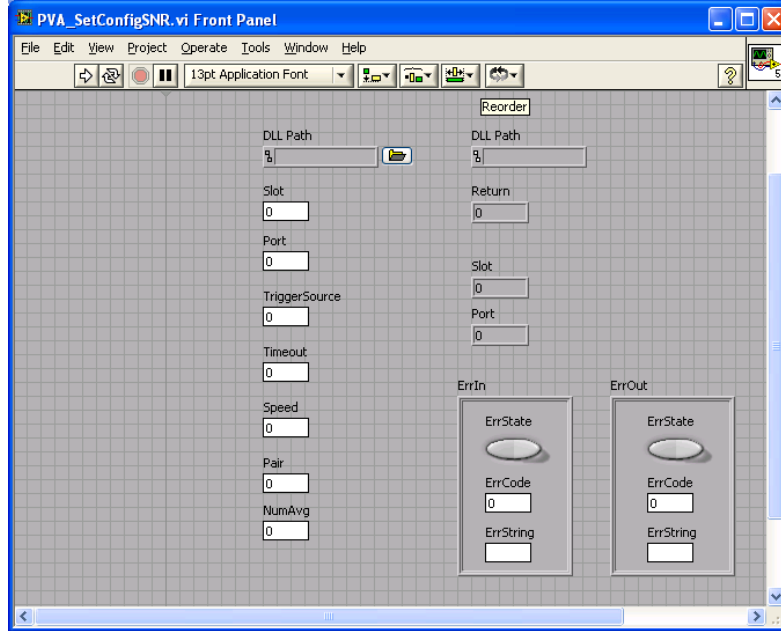 PVA_SetConfigSNR.vi Front Panel
File Edit View Project Operate Tools Window Help
13pt Application Font
?
S
Reorder
DLL Path
DLL Path
Slot
0
Return
0
Port
0
Slot
0
TriggerSource
0
Port
0
Timeout
0
Speed
0
Pair
0
NumAvg
0
ErrIn
ErrState
ErrCode
0
ErrString
ErrOut
ErrState
ErrCode
0
ErrString